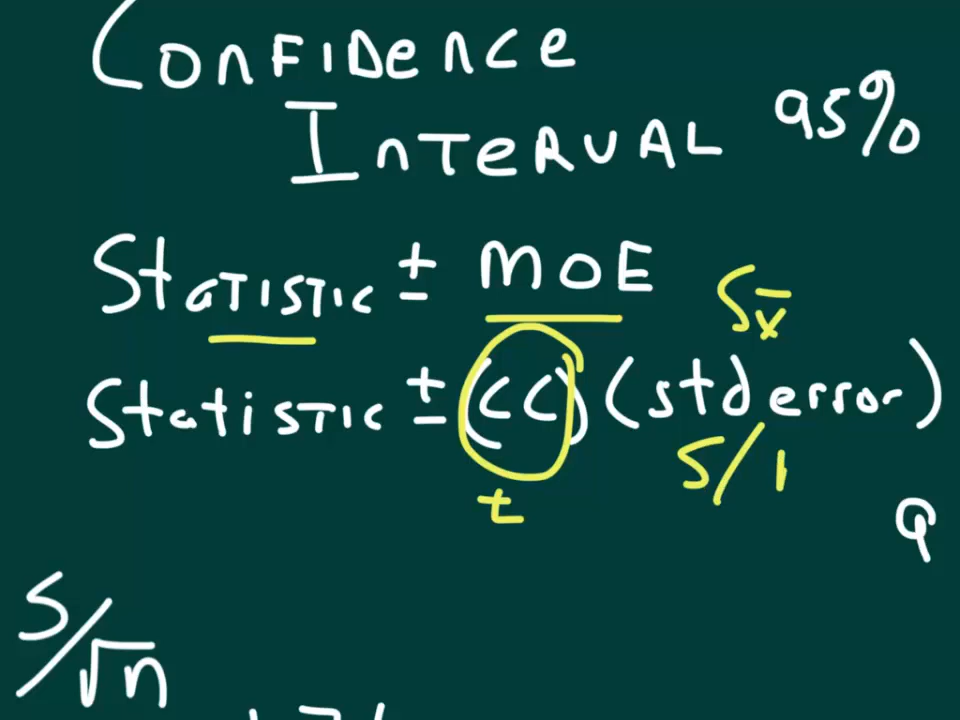 Confidence
Interval 95%
Statistic ± MOE
S x̄
Statistic ± (CC) (std error)
t S/
S/√n